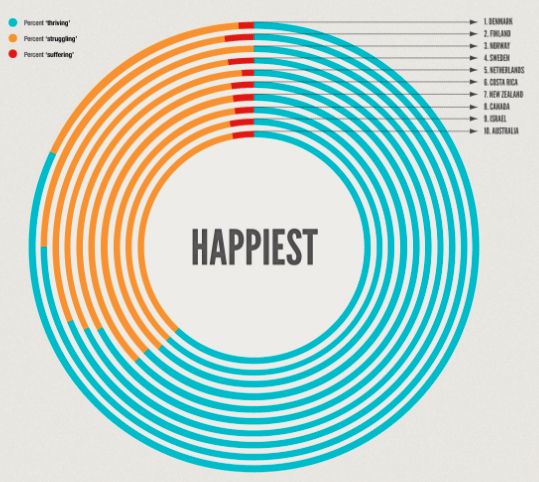 Percent 'thriving'
Percent 'struggling'
Percent 'suffering'
1. DENMARK
2. FINLAND
3. NORWAY
4. SWEDEN
5. NETHERLANDS
6. COSTA RICA
7. NEW ZEALAND
8. CANADA
9. ISRAEL
10. AUSTRALIA
HAPPIEST